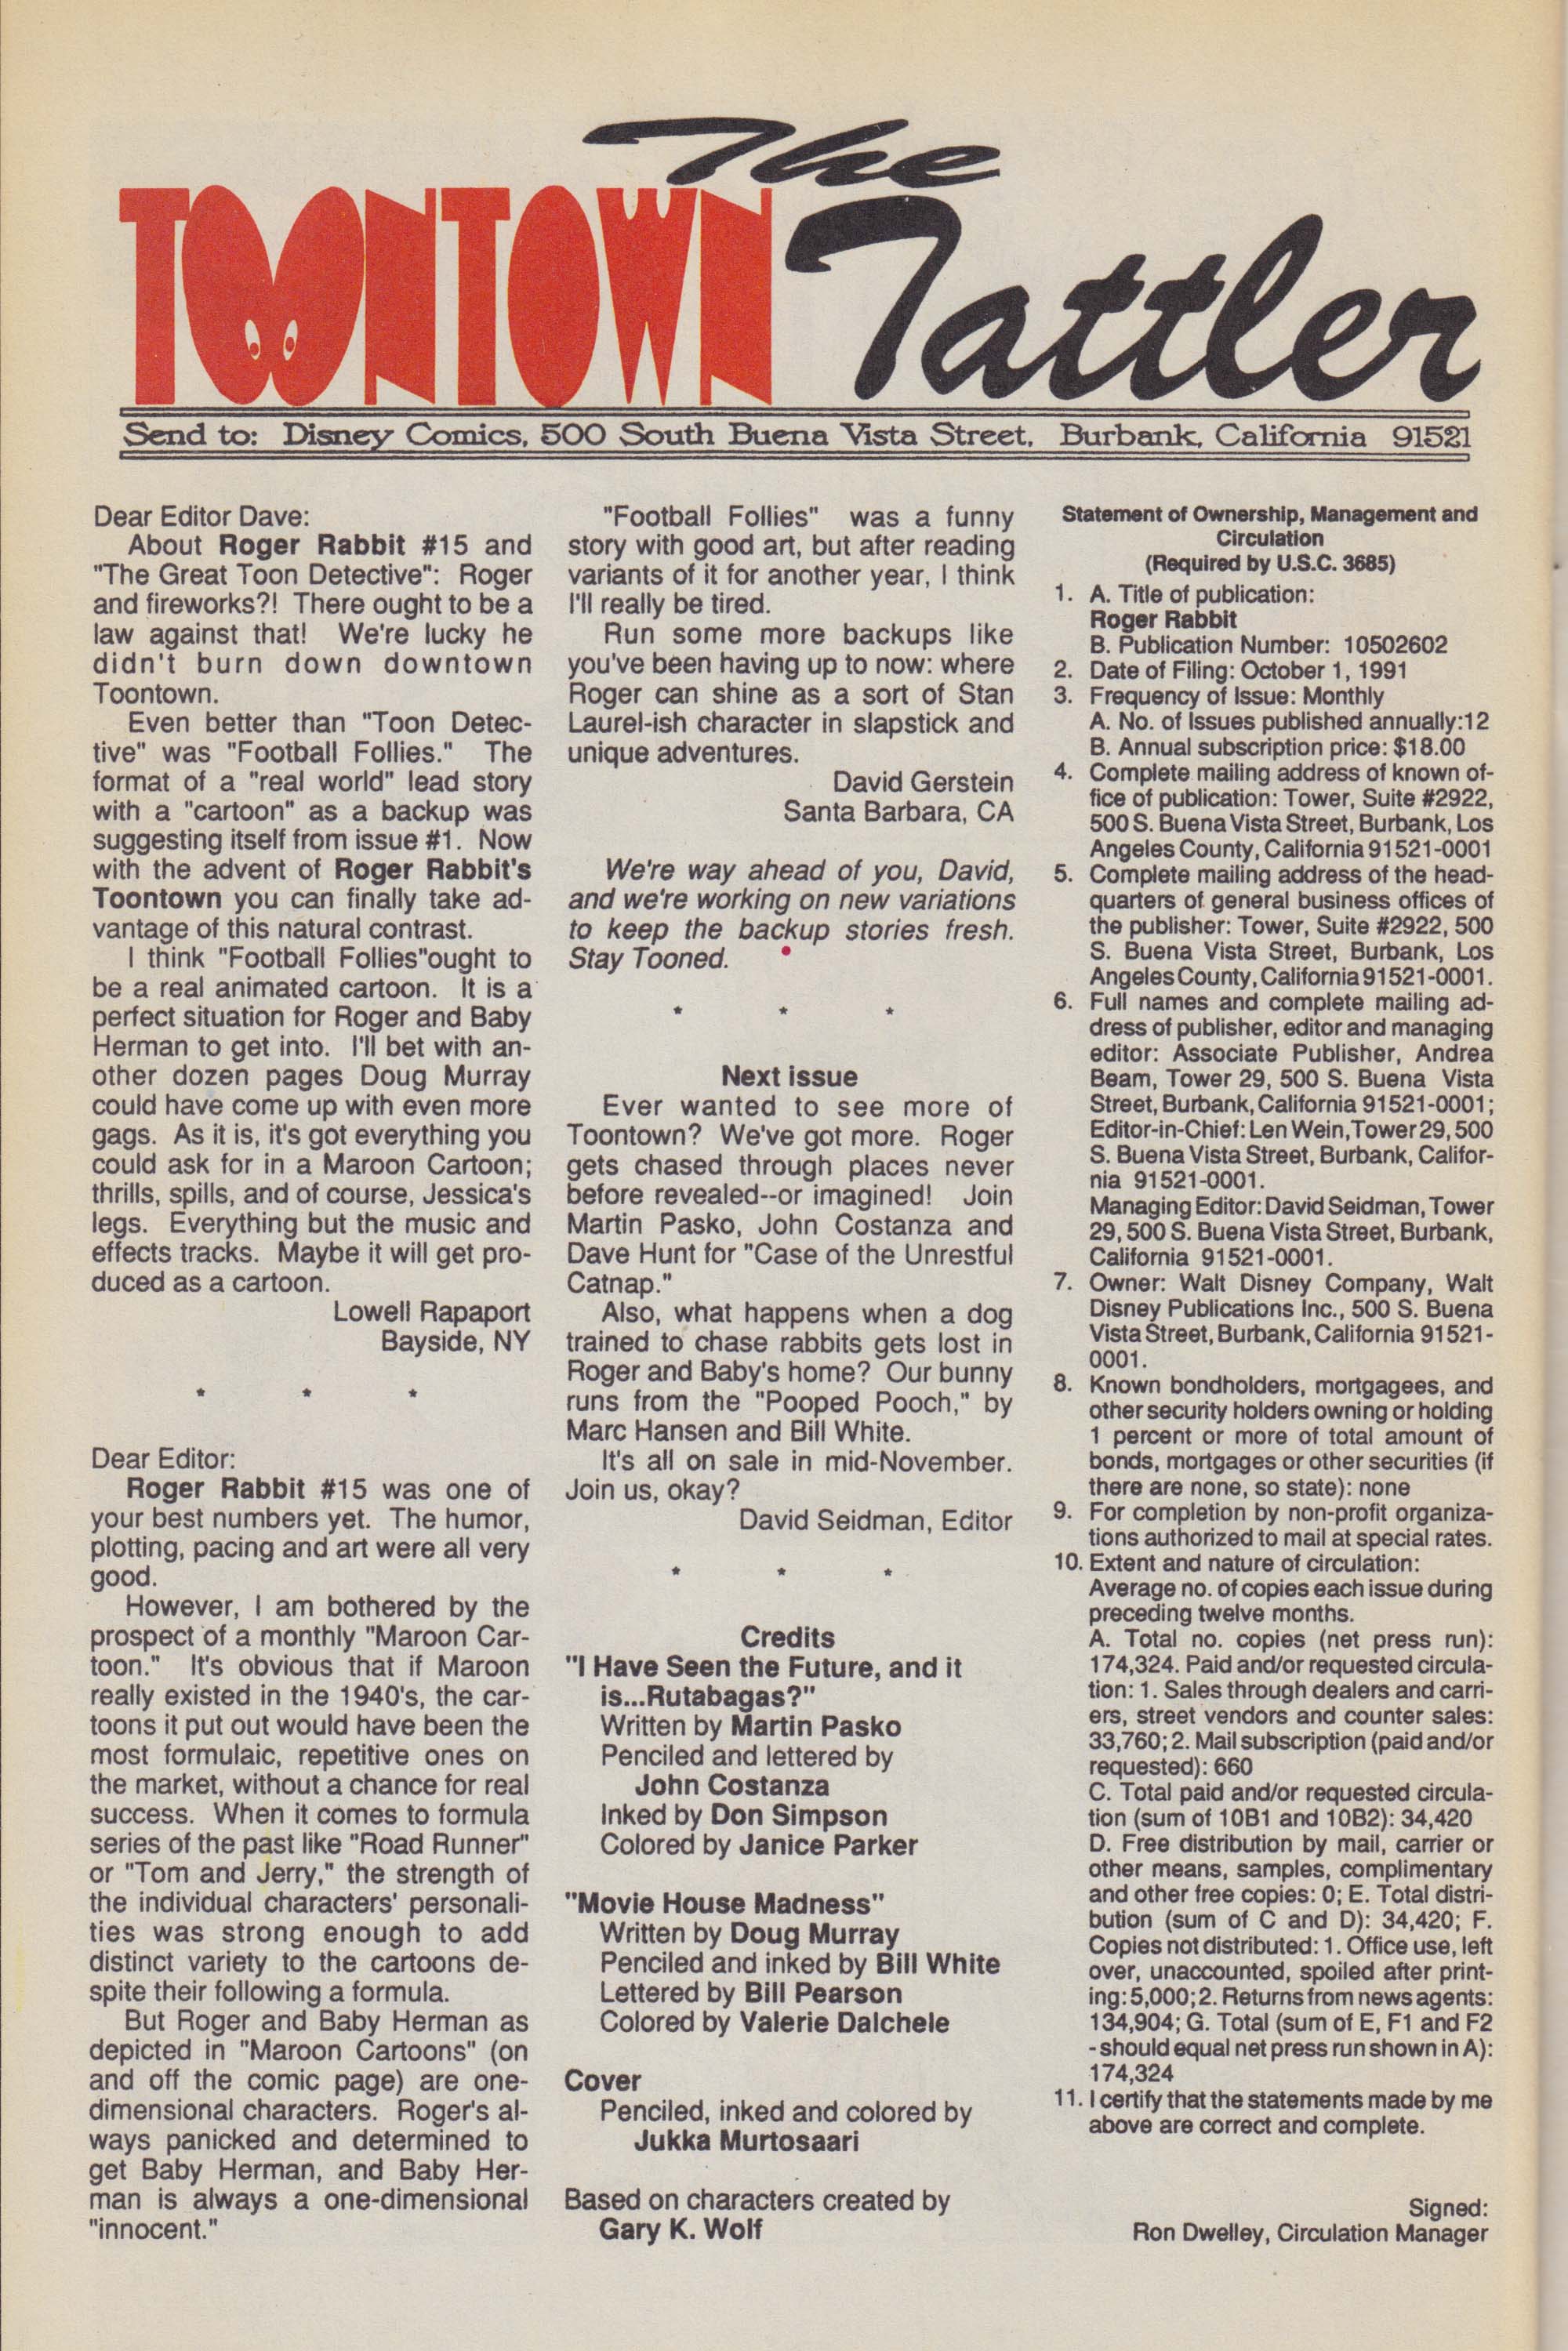 The
TOONTOWN Tattler
Send to: Disney Comics, 500 South Buena Vista Street, Burbank, California 91521
Dear Editor Dave:
About Roger Rabbit #15 and
"The Great Toon Detective": Roger
and fireworks?! There ought to be a
law against that! We're lucky he
didn't burn down downtown
Toontown.
Even better than "Toon Detec-
tive" was "Football Follies." The
format of a "real world" lead story
with a "cartoon" as a backup was
suggesting itself from issue #1. Now
with the advent of Roger Rabbit's
Toontown you can finally take ad-
vantage of this natural contrast.
I think "Football Follies"ought to
be a real animated cartoon. It is a
perfect situation for Roger and Baby
Herman to get into. I'll bet with an-
other dozen pages Doug Murray
could have come up with even more
gags. As it is, it's got everything you
could ask for in a Maroon Cartoon;
thrills, spills, and of course, Jessica's
legs. Everything but the music and
effects tracks. Maybe it will get pro-
duced as a cartoon.
Lowell Rapaport
Bayside, NY
* * *
Dear Editor:
Roger Rabbit #15 was one of
your best numbers yet. The humor,
plotting, pacing and art were all very
good.
However, I am bothered by the
prospect of a monthly "Maroon Car-
toon." It's obvious that if Maroon
really existed in the 1940's, the car-
toons it put out would have been the
most formulaic, repetitive ones on
the market, without a chance for real
success. When it comes to formula
series of the past like "Road Runner"
or "Tom and Jerry," the strength of
the individual characters' personali-
ties was strong enough to add
distinct variety to the cartoons de-
spite their following a formula.
But Roger and Baby Herman as
depicted in "Maroon Cartoons" (on
and off the comic page) are one-
dimensional characters. Roger's al-
ways panicked and determined to
get Baby Herman, and Baby Her-
man is always a one-dimensional
"innocent."
"Football Follies" was a funny
story with good art, but after reading
variants of it for another year, I think
I'll really be tired.
Run some more backups like
you've been having up to now: where
Roger can shine as a sort of Stan
Laurel-ish character in slapstick and
unique adventures.
David Gerstein
Santa Barbara, CA
We're way ahead of you, David,
and we're working on new variations
to keep the backup stories fresh.
Stay Tooned.
* * *
Next issue
Ever wanted to see more of
Toontown? We've got more. Roger
gets chased through places never
before revealed--or imagined! Join
Martin Pasko, John Costanza and
Dave Hunt for "Case of the Unrestful
Catnap."
Also, what happens when a dog
trained to chase rabbits gets lost in
Roger and Baby's home? Our bunny
runs from the "Pooped Pooch," by
Marc Hansen and Bill White.
It's all on sale in mid-November.
Join us, okay?
David Seidman, Editor
* * *
Credits
"I Have Seen the Future, and it
is...Rutabagas?"
Written by Martin Pasko
Penciled and lettered by
John Costanza
Inked by Don Simpson
Colored by Janice Parker
"Movie House Madness"
Written by Doug Murray
Penciled and inked by Bill White
Lettered by Bill Pearson
Colored by Valerie Dalchele
Cover
Penciled, inked and colored by
Jukka Murtosaari
Based on characters created by
Gary K. Wolf
Statement of Ownership, Management and
Circulation
(Required by U.S.C. 3685)
1. A. Title of publication:
Roger Rabbit
B. Publication Number: 10502602
2. Date of Filing: October 1, 1991
3. Frequency of Issue: Monthly
A. No. of Issues published annually:12
B. Annual subscription price: $18.00
4. Complete mailing address of known of-
fice of publication: Tower, Suite #2922,
500 S. Buena Vista Street, Burbank, Los
Angeles County, California 91521-0001
5. Complete mailing address of the head-
quarters of general business offices of
the publisher: Tower, Suite #2922, 500
S. Buena Vista Street, Burbank, Los
Angeles County, California 91521-0001.
6. Full names and complete mailing ad-
dress of publisher, editor and managing
editor: Associate Publisher, Andrea
Beam, Tower 29, 500 S. Buena Vista
Street, Burbank, California 91521-0001;
Editor-in-Chief: Len Wein, Tower 29, 500
S. Buena Vista Street, Burbank, Califor-
nia 91521-0001.
Managing Editor: David Seidman, Tower
29, 500 S. Buena Vista Street, Burbank,
California 91521-0001.
7. Owner: Walt Disney Company, Walt
Disney Publications Inc., 500 S. Buena
Vista Street, Burbank, California 91521-
0001.
8. Known bondholders, mortgagees, and
other security holders owning or holding
1 percent or more of total amount of
bonds, mortgages or other securities (if
there are none, so state): none
9. For completion by non-profit organiza-
tions authorized to mail at special rates.
10. Extent and nature of circulation:
Average no. of copies each issue during
preceding twelve months.
A. Total no. copies (net press run):
174,324. Paid and/or requested circula-
tion: 1. Sales through dealers and carri-
ers, street vendors and counter sales:
33,760; 2. Mail subscription (paid and/or
requested): 660
C. Total paid and/or requested circula-
tion (sum of 10B1 and 10B2): 34,420
D. Free distribution by mail, carrier or
other means, samples, complimentary
and other free copies: 0; E. Total distri-
bution (sum of C and D): 34,420; F.
Copies not distributed: 1. Office use, left
over, unaccounted, spoiled after print-
ing: 5,000; 2. Returns from news agents:
134,904; G. Total (sum of E, F1 and F2
- should equal net press run shown in A):
174,324
11. I certify that the statements made by me
above are correct and complete.
Signed:
Ron Dwelley, Circulation Manager